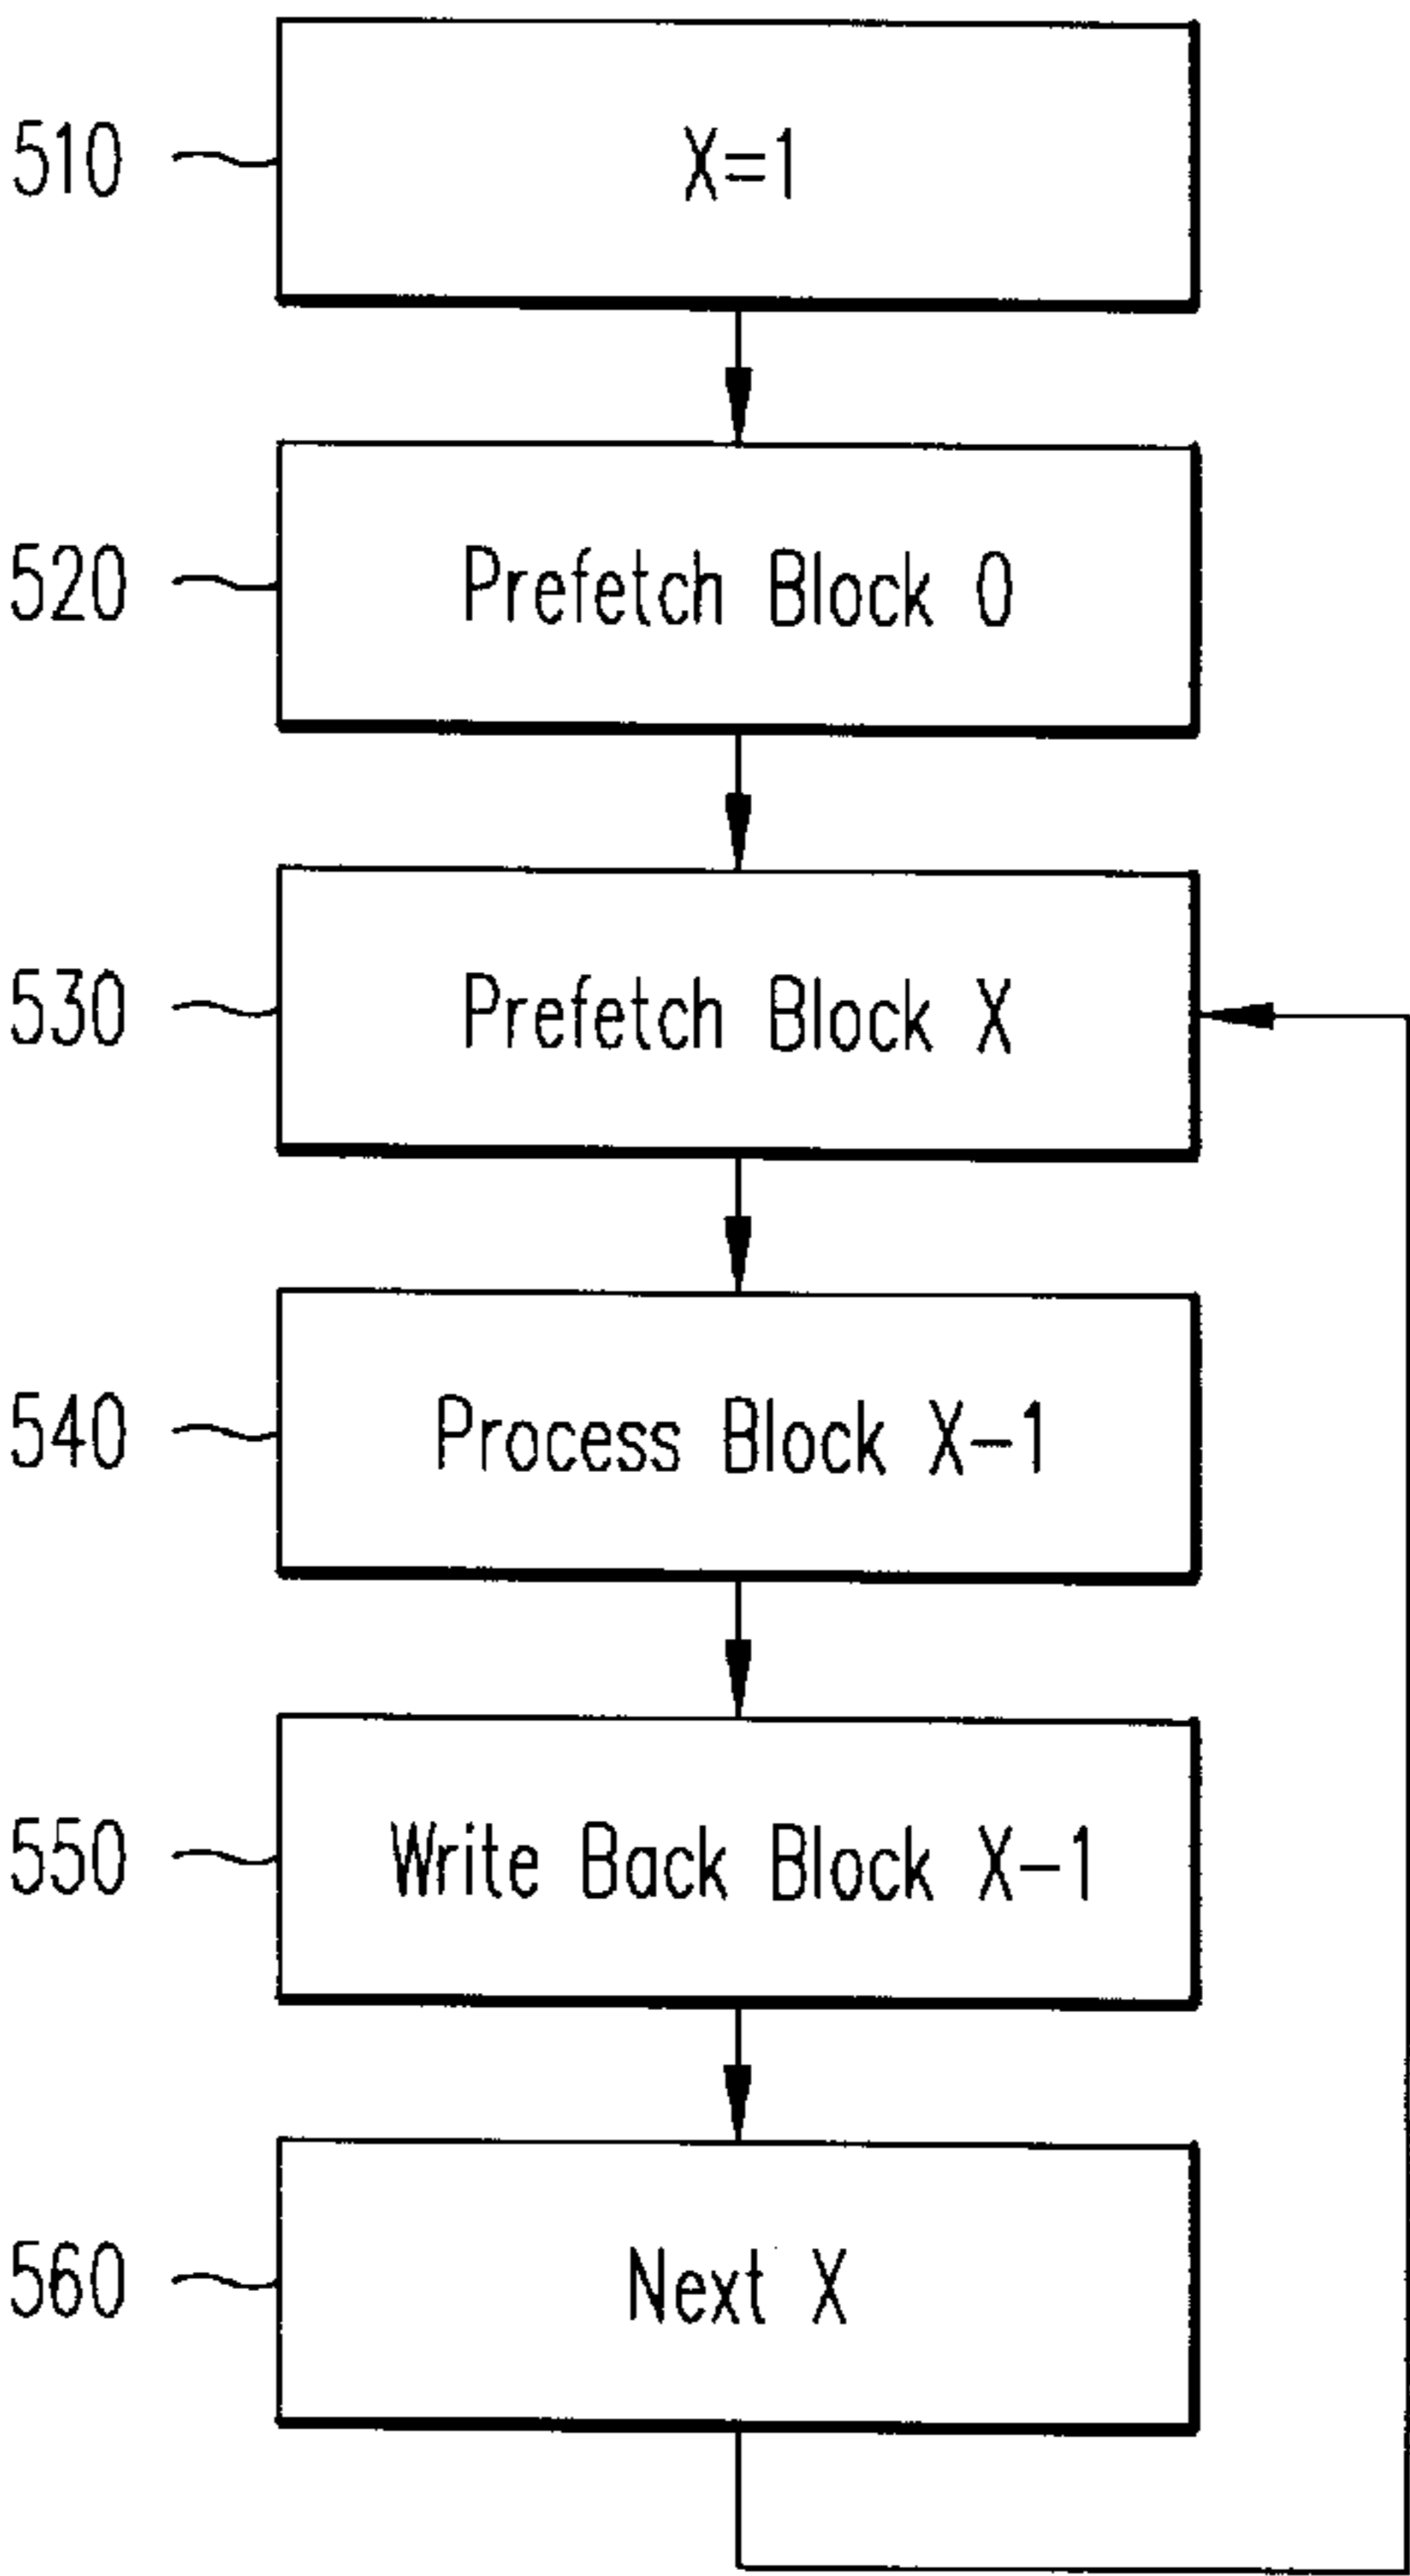 510 X=1
520 Prefetch Block 0
530 Prefetch Block X
540 Process Block X-1
550 Write Back Block X-1
560 Next X